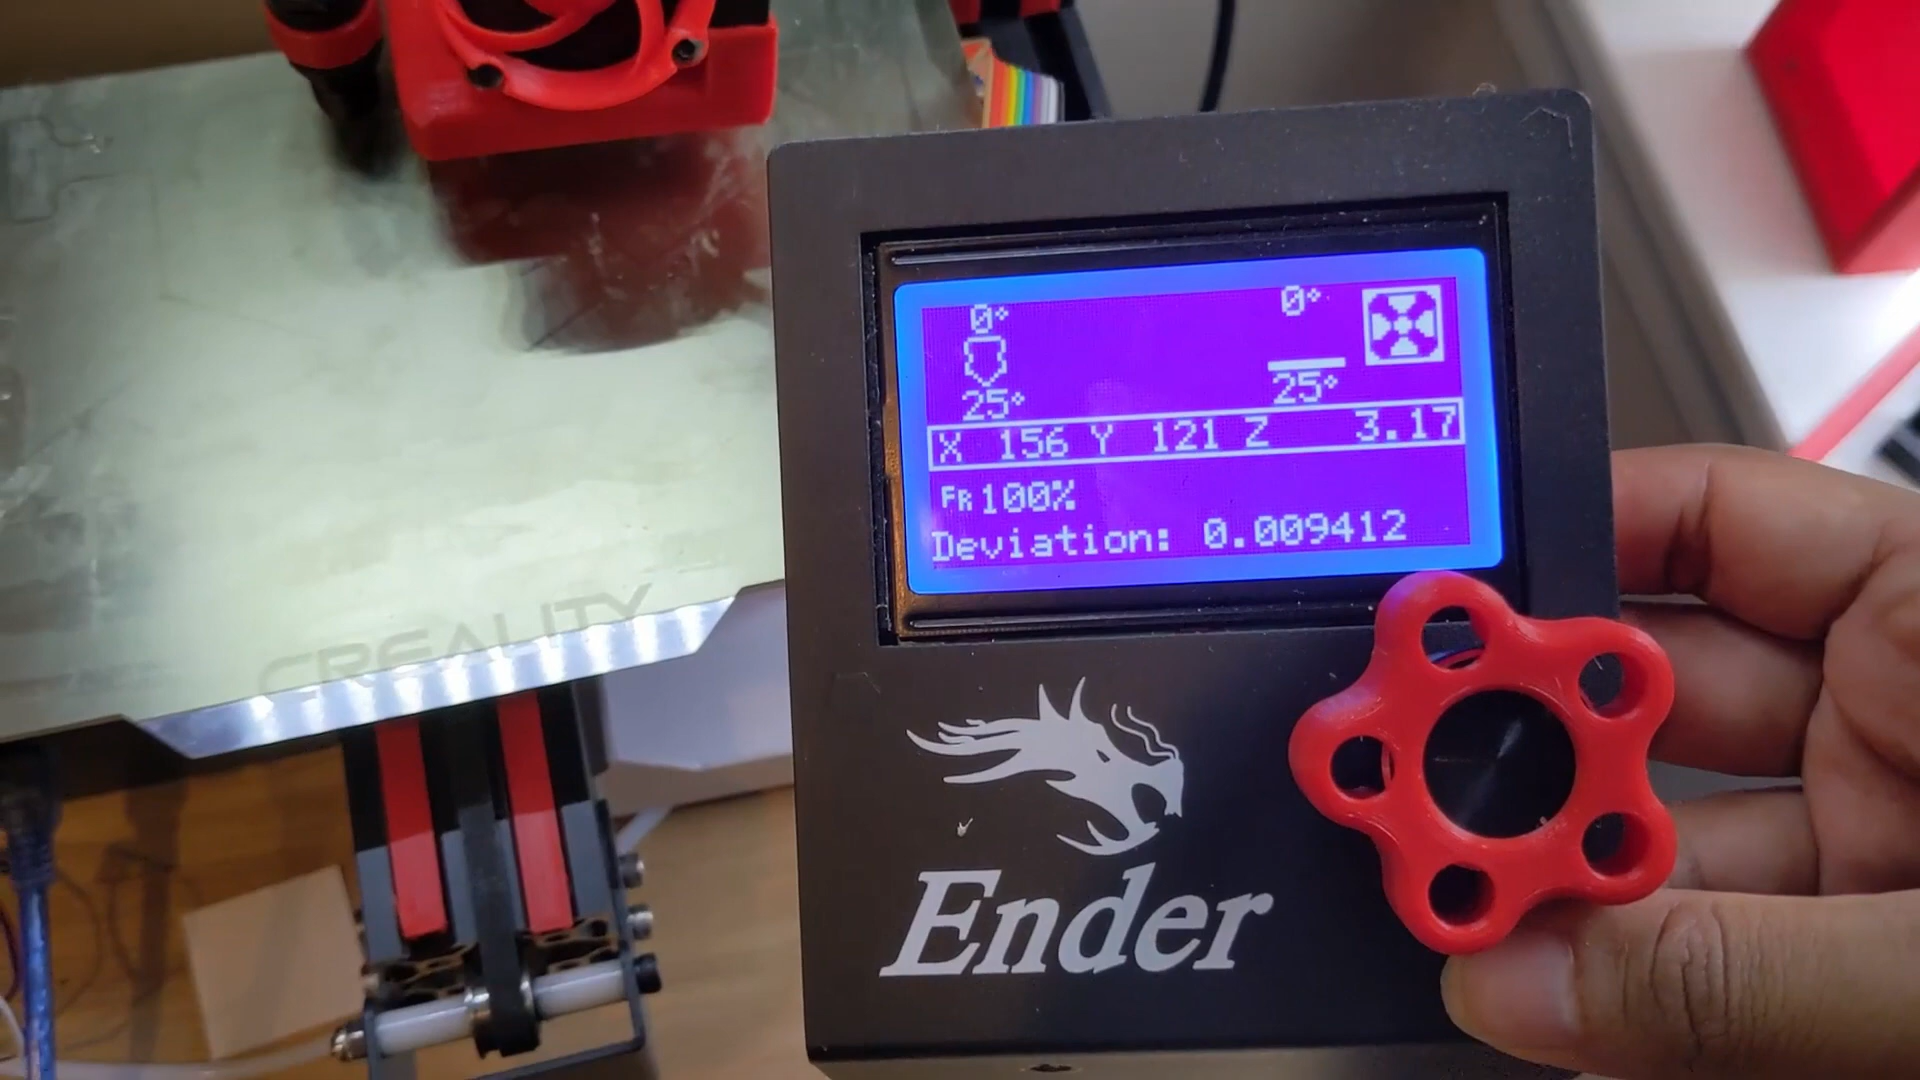 CREALITY
0° 0°
25° 25°
X 156 Y 121 Z 3.17
FR 100%
Deviation: 0.009412
Ender